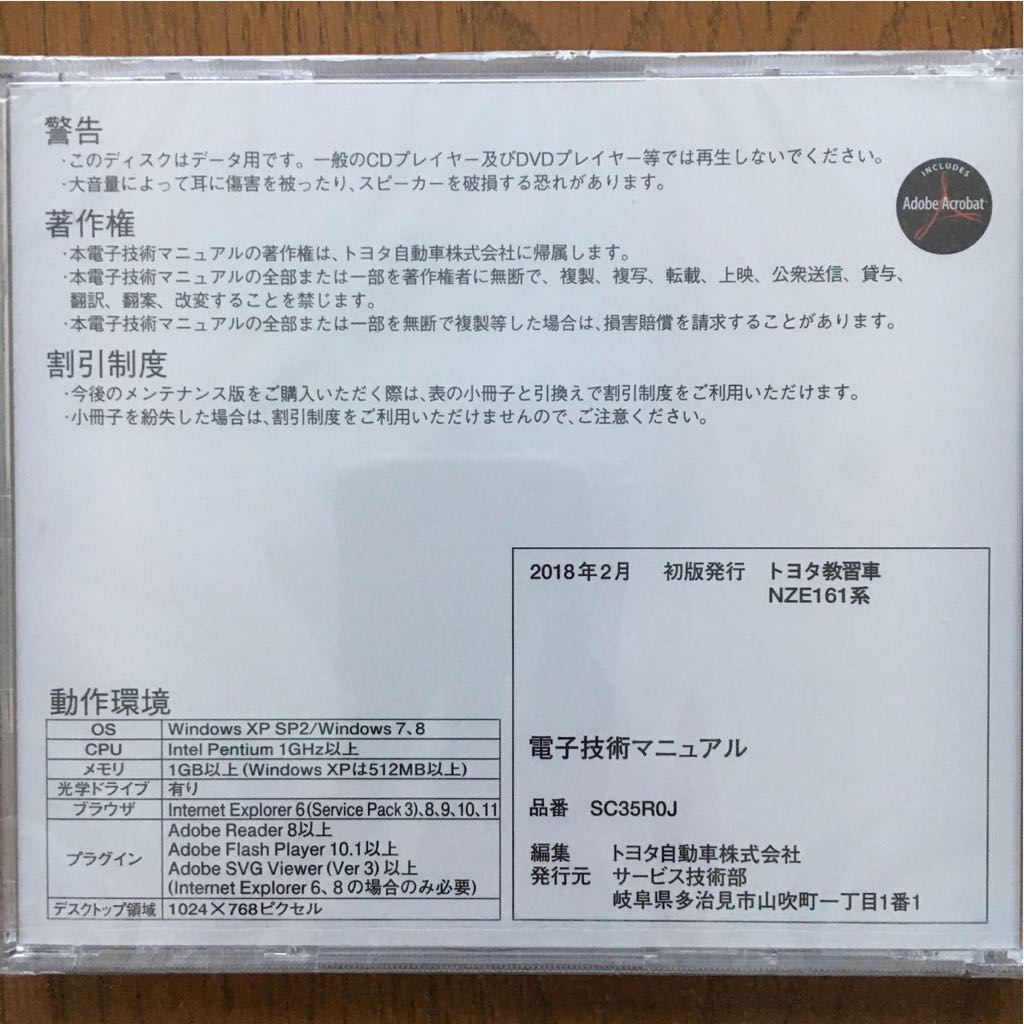 警告
・このディスクはデータ用です。一般のCDプレイヤー及びDVDプレイヤー等では再生しないでください。
・大音量によって耳に傷害を被ったり、スピーカーを破損する恐れがあります。
INCLUDES
Adobe Acrobat
著作権
・本電子技術マニュアルの著作権は、トヨタ自動車株式会社に帰属します。
・本電子技術マニュアルの全部または一部を著作権者に無断で、複製、複写、転載、上映、公衆送信、貸与、
翻訳、翻案、改変することを禁じます。
・本電子技術マニュアルの全部または一部を無断で複製等した場合は、損害賠償を請求することがあります。
割引制度
・今後のメンテナンス版をご購入いただく際は、表の小冊子と引換えで割引制度をご利用いただけます。
・小冊子を紛失した場合は、割引制度をご利用いただけませんので、ご注意ください。
動作環境
OS Windows XP SP2/Windows 7、8
CPU Intel Pentium 1GHz以上
メモリ 1GB以上(Windows XPは512MB以上)
光学ドライブ 有り
ブラウザ Internet Explorer 6(Service Pack 3)、8、9、10、11
プラグイン Adobe Reader 8以上
Adobe Flash Player 10.1以上
Adobe SVG Viewer(Ver 3)以上
(Internet Explorer 6、8の場合のみ必要)
デスクトップ領域 1024×768ピクセル
2018年2月 初版発行 トヨタ教習車
NZE161系
電子技術マニュアル
品番 SC35R0J
編集 トヨタ自動車株式会社
発行元 サービス技術部
岐阜県多治見市山吹町一丁目1番1